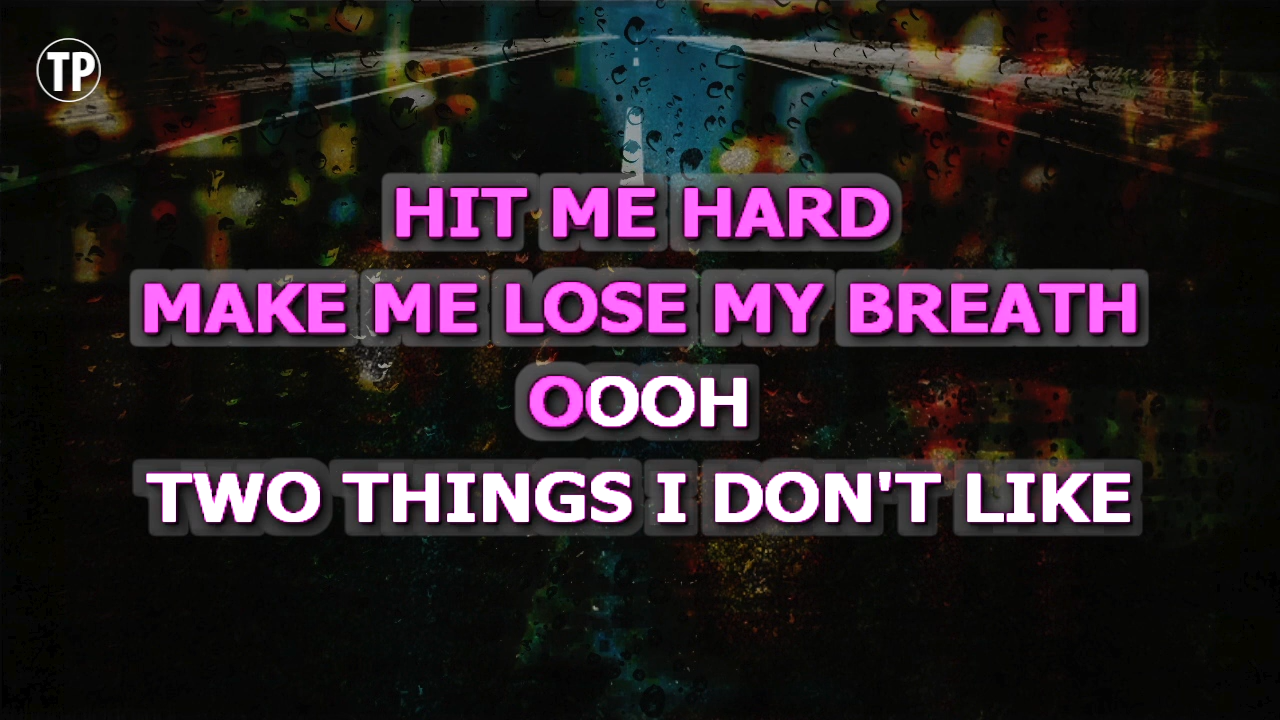 TP
HIT ME HARD
MAKE ME LOSE MY BREATH
OOOH
TWO THINGS I DON'T LIKE